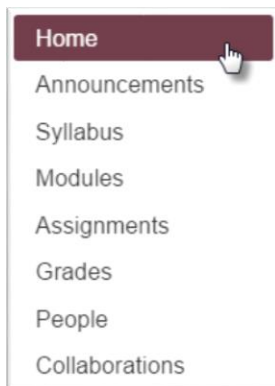 Home
Announcements
Syllabus
Modules
Assignments
Grades
People
Collaborations